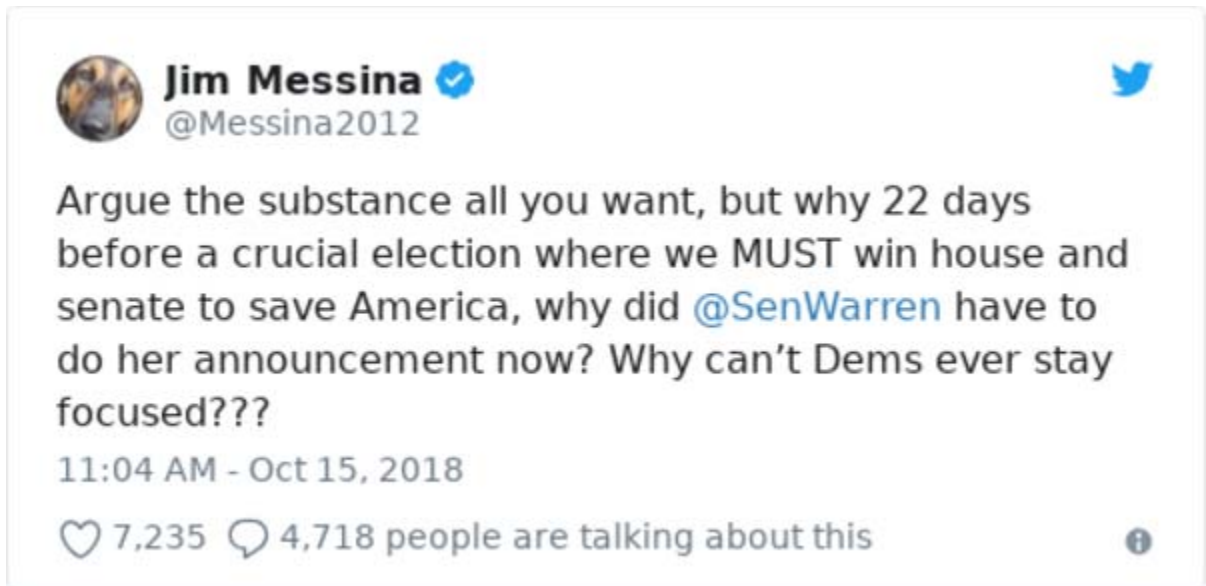 Jim Messina
@Messina2012
Argue the substance all you want, but why 22 days
before a crucial election where we MUST win house and
senate to save America, why did @SenWarren have to
do her announcement now? Why can’t Dems ever stay
focused???
11:04 AM - Oct 15, 2018
7,235 4,718 people are talking about this